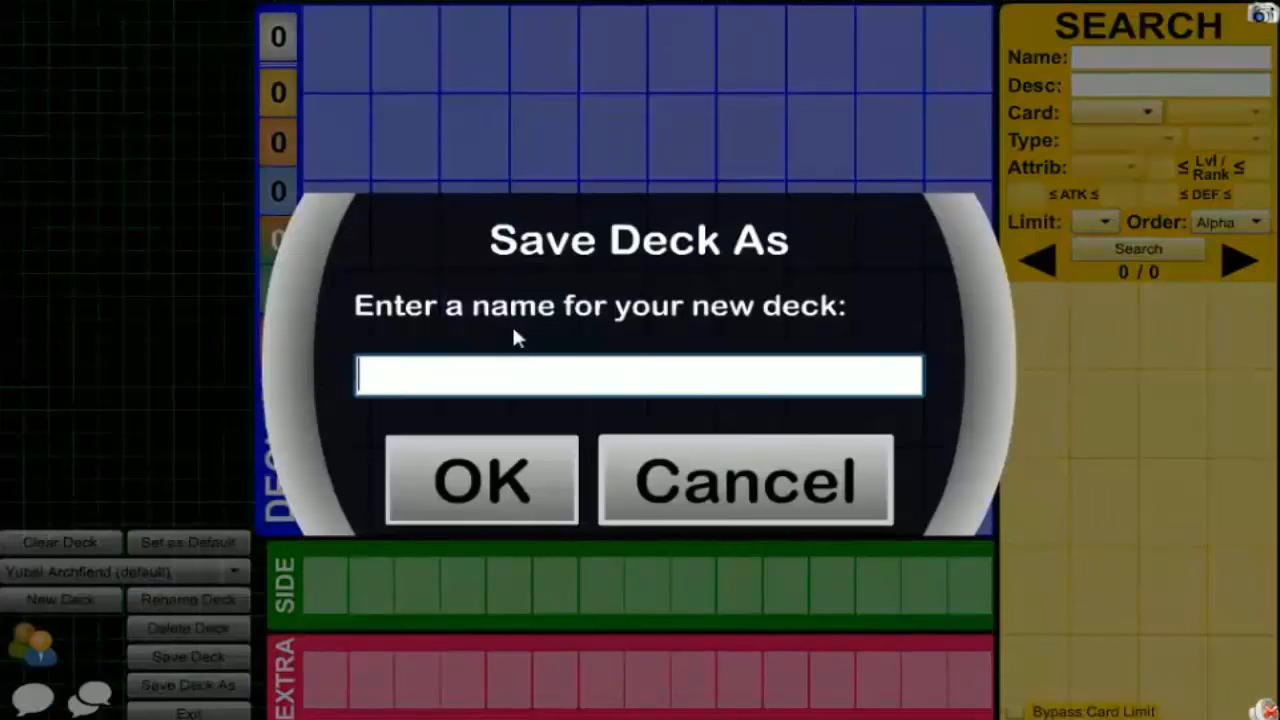 0
0
0
0
0
SEARCH
Name:
Desc:
Card:
Type:
Attrib:
≤ Lvl / Rank ≤
≤ ATK ≤
≤ DEF ≤
Limit:
Order: Alpha
Search
0 / 0
Save Deck As
Enter a name for your new deck:
OK
Cancel
SIDE
EXTRA
Clear Deck
Set as Default
Yubel Archfiend (default)
New Deck
Rename Deck
Delete Deck
Save Deck
Save Deck As
Exit
Bypass Card Limit